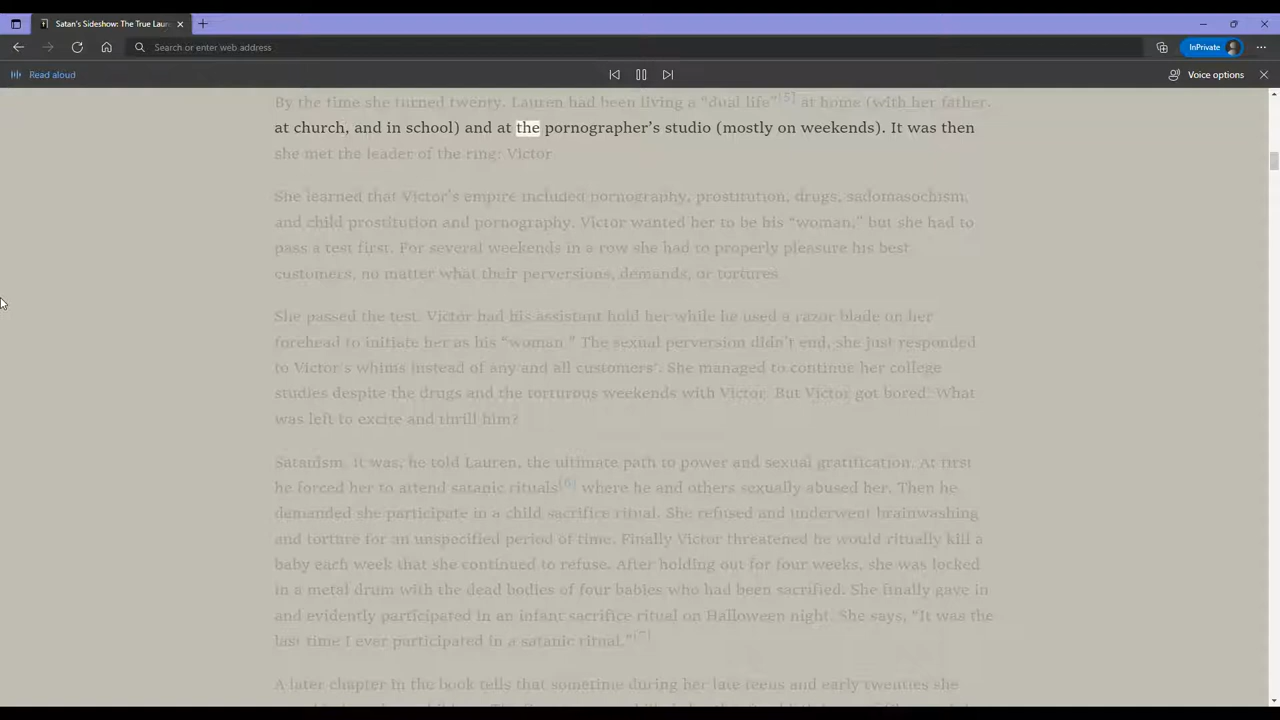 Satan's Sideshow: The True Laur
Search or enter web address
InPrivate
Read aloud
Voice options
By the time she turned twenty, Lauren had been living a “dual life”[5] at home (with her father,
at church, and in school) and at the pornographer’s studio (mostly on weekends). It was then
she met the leader of the ring: Victor
She learned that Victor’s empire included pornography, prostitution, drugs, sadomasochism,
and child prostitution and pornography. Victor wanted her to be his “woman,” but she had to
pass a test first. For several weekends in a row she had to properly pleasure his best
customers, no matter what their perversions, demands, or tortures.
She passed the test. Victor had his assistant hold her while he used a razor blade on her
forehead to initiate her as his “woman.” The sexual perversion didn’t end, she just responded
to Victor’s whims instead of any and all customers’. She managed to continue her college
studies despite the drugs and the torturous weekends with Victor. But Victor got bored. What
was left to excite and thrill him?
Satanism. It was, he told Lauren, the ultimate path to power and sexual gratification. At first
he forced her to attend satanic rituals[6] where he and others sexually abused her. Then he
demanded she participate in a child sacrifice ritual. She refused and underwent brainwashing
and torture for an unspecified period of time. Finally Victor threatened he would ritually kill a
baby each week that she continued to refuse. After holding out for four weeks, she was locked
in a metal drum with the dead bodies of four babies who had been sacrificed. She finally gave in
and evidently participated in an infant sacrifice ritual on Halloween night. She says, “It was the
last time I ever participated in a satanic ritual.”[7]
A later chapter in the book tells that sometime during her late teens and early twenties she